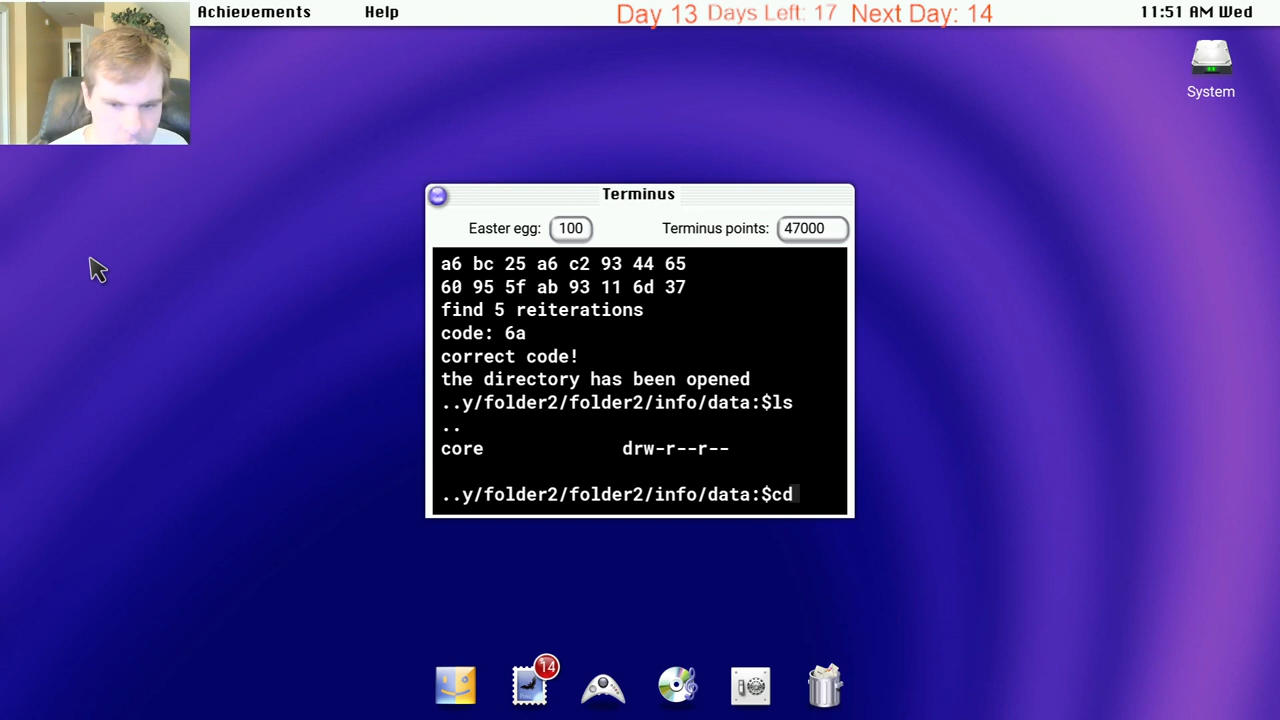 Achievements Help Day 13 Days Left: 17 Next Day: 14 11:51 AM Wed
System
Terminus
Easter egg: 100 Terminus points: 47000
a6 bc 25 a6 c2 93 44 65
60 95 5f ab 93 11 6d 37
find 5 reiterations
code: 6a
correct code!
the directory has been opened
..y/folder2/folder2/info/data:$ls
..
core drw-r--r--
..y/folder2/folder2/info/data:$cd
14